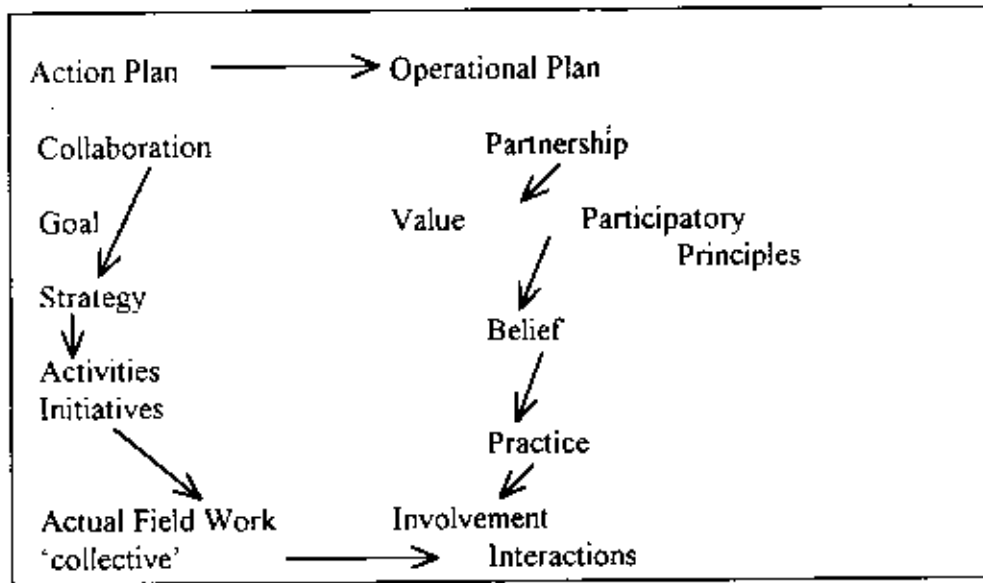 Action Plan Operational Plan
Collaboration Partnership
Goal Value Participatory
Principles
Strategy
Belief
Activities
Initiatives
Practice
Actual Field Work Involvement
‘collective’ Interactions